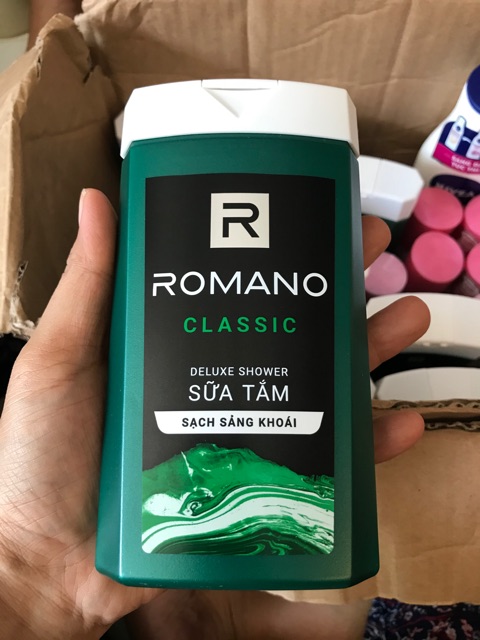 R
ROMANO
CLASSIC
DELUXE SHOWER
SỮA TẮM
SẠCH SẢNG KHOÁI